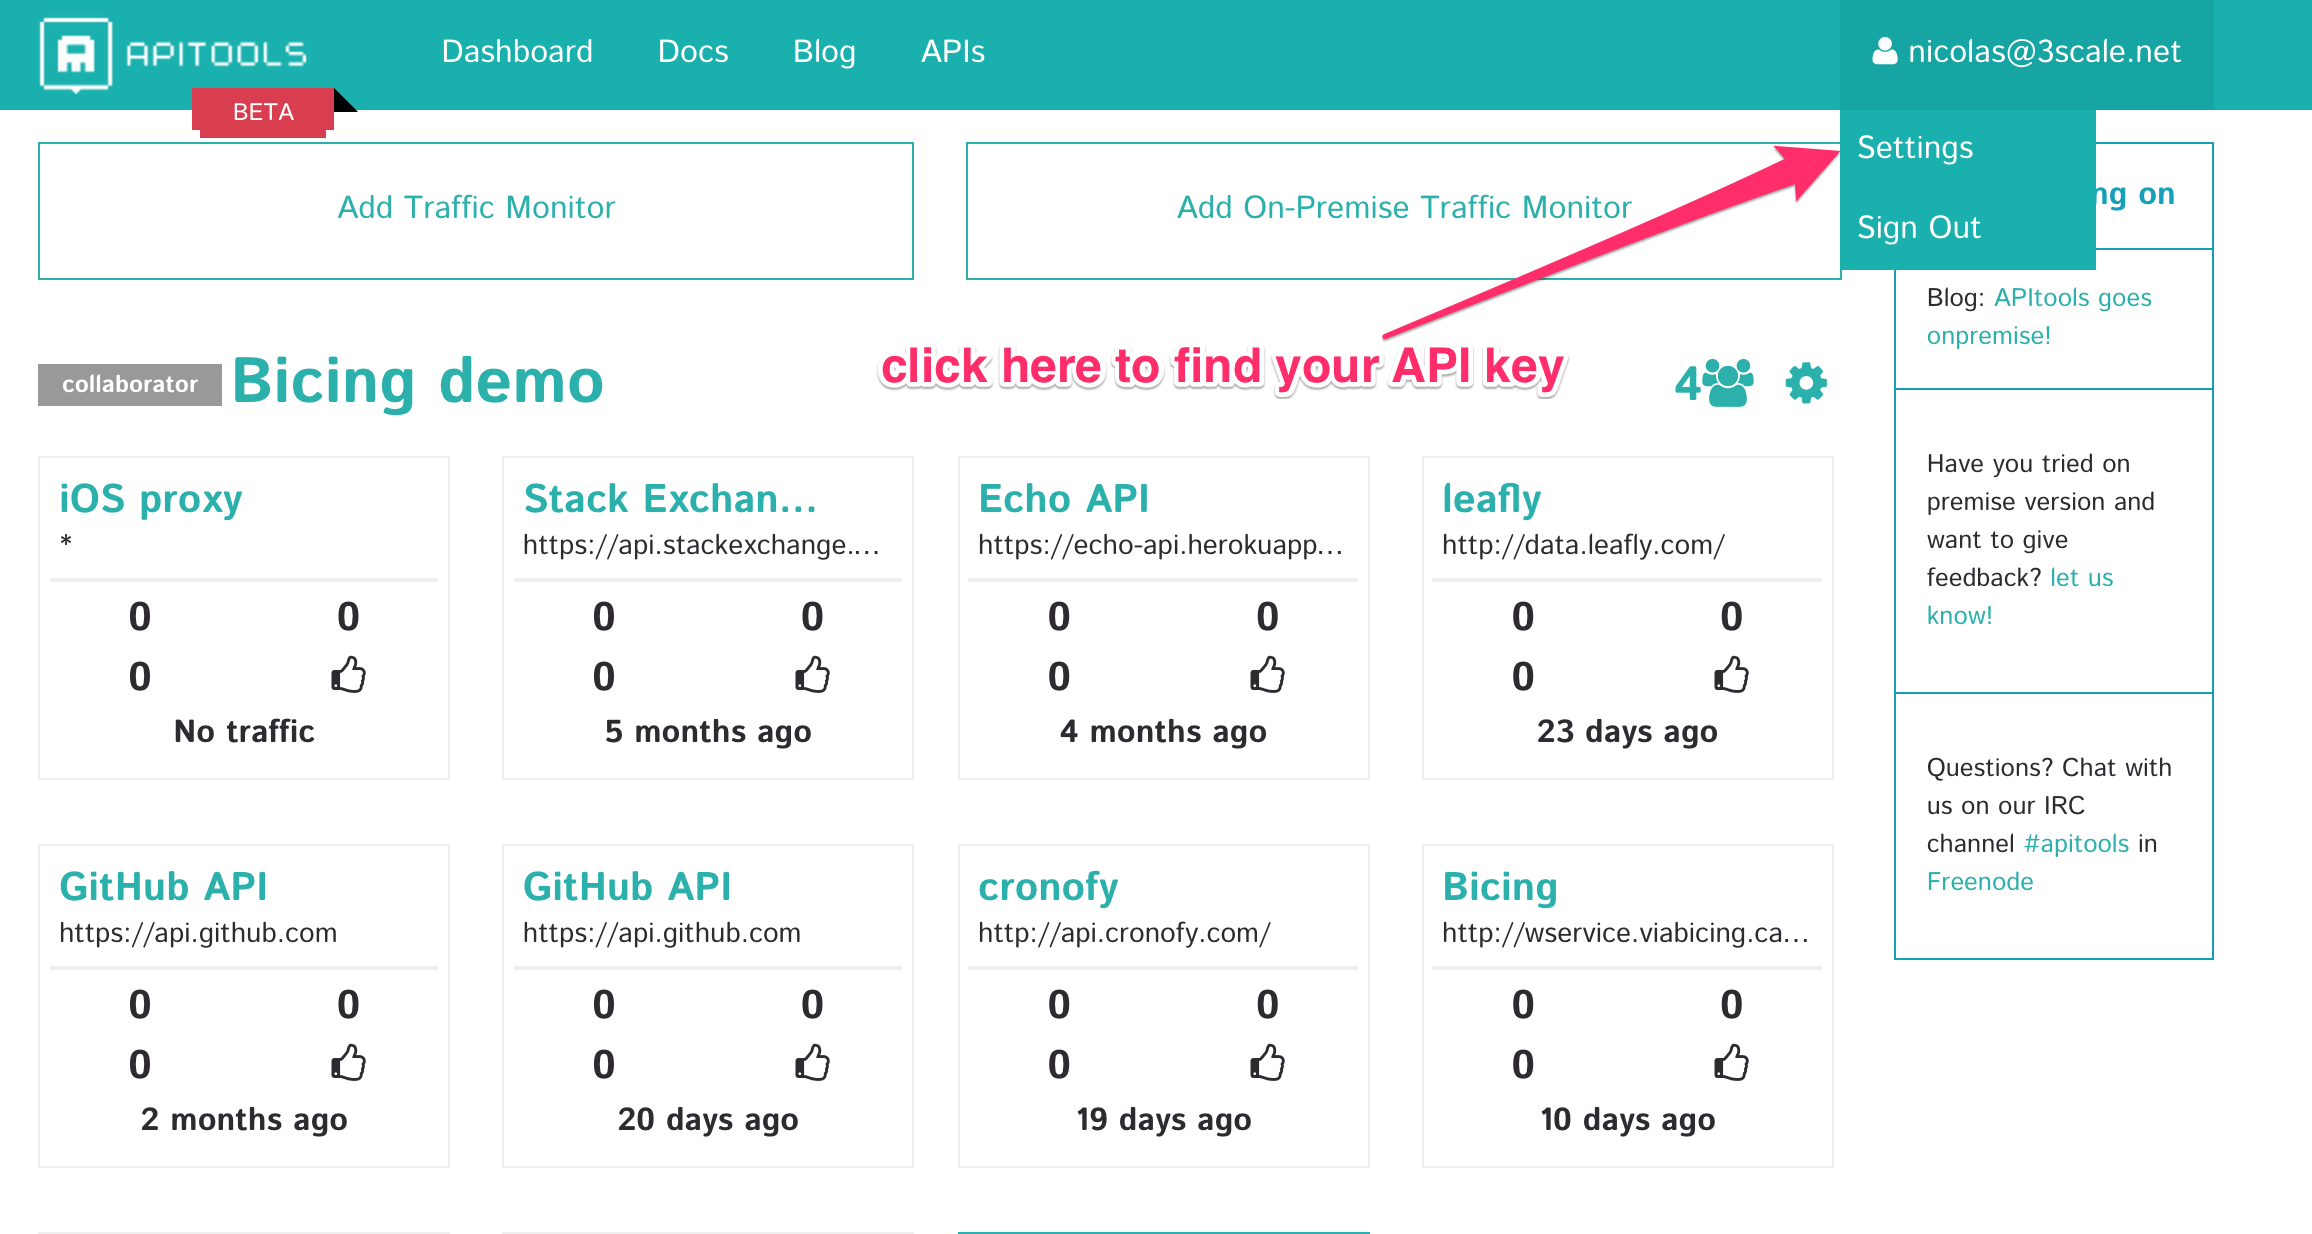 APITOOLS
BETA
Dashboard
Docs
Blog
APIs
nicolas@3scale.net
Settings
Sign Out
Add Traffic Monitor
Add On-Premise Traffic Monitor
on
click here to find your API key
collaborator
Bicing demo
4
iOS proxy
*
0 0
0
No traffic
Stack Exchan...
https://api.stackexchange....
0 0
0
5 months ago
Echo API
https://echo-api.herokuapp...
0 0
0
4 months ago
leafly
http://data.leafly.com/
0 0
0
23 days ago
GitHub API
https://api.github.com
0 0
0
2 months ago
GitHub API
https://api.github.com
0 0
0
20 days ago
cronofy
http://api.cronofy.com/
0 0
0
19 days ago
Bicing
http://wservice.viabicing.ca...
0 0
0
10 days ago
Blog: APItools goes
onpremise!
Have you tried on
premise version and
want to give
feedback? let us
know!
Questions? Chat with
us on our IRC
channel #apitools in
Freenode